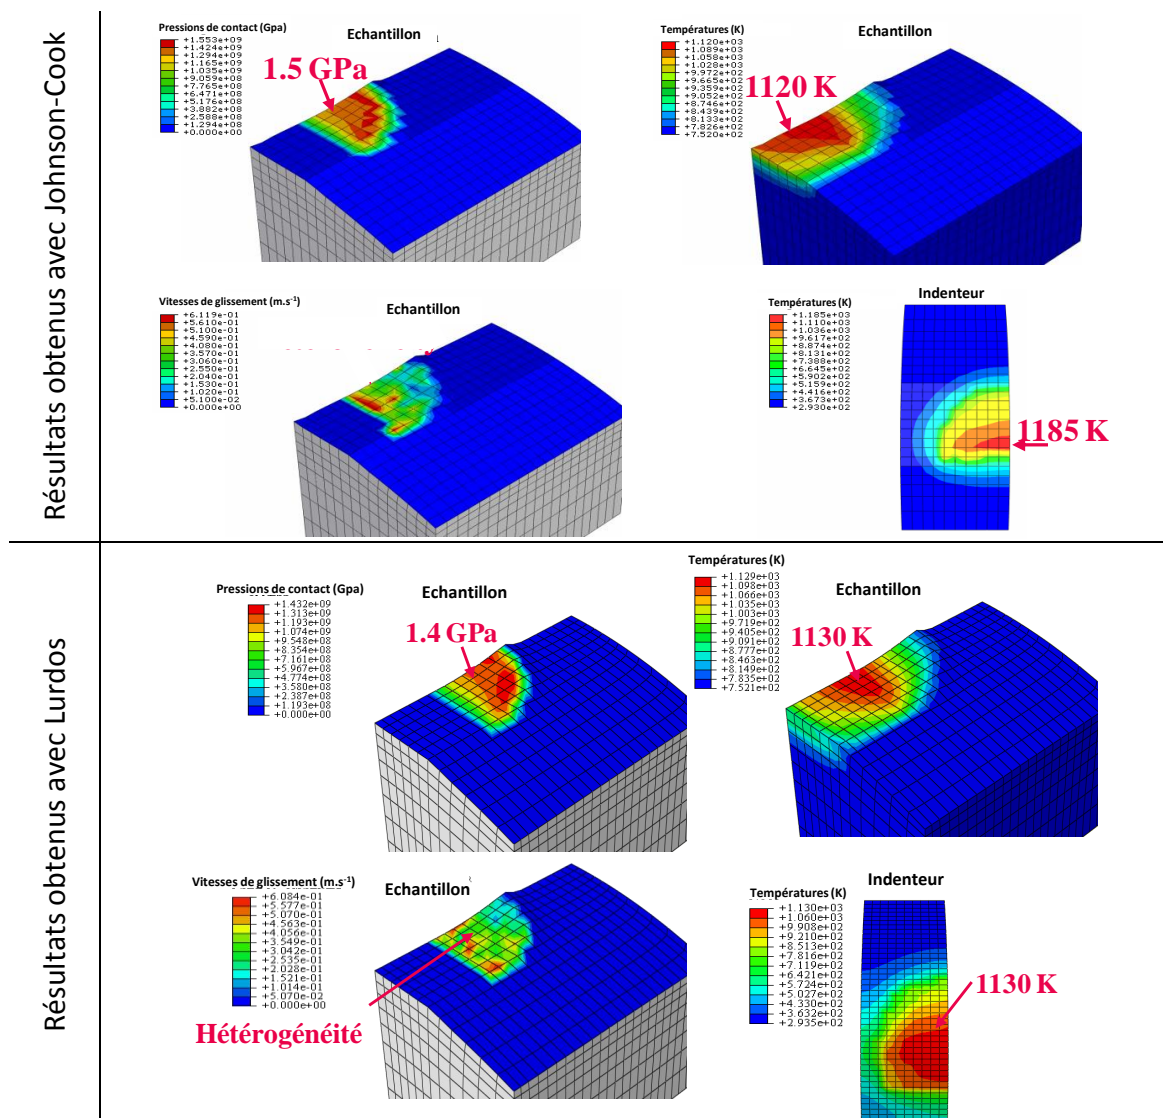 Résultats obtenus avec Johnson-Cook
Pressions de contact (Gpa)
+1.553e+09
+1.424e+09
+1.294e+09
+1.165e+09
+1.035e+09
+9.059e+08
+7.765e+08
+6.471e+08
+5.176e+08
+3.882e+08
+2.588e+08
+1.294e+08
+0.000e+00
Echantillon
1.5 GPa
Températures (K)
+1.120e+03
+1.089e+03
+1.058e+03
+1.028e+03
+9.972e+02
+9.665e+02
+9.359e+02
+9.052e+02
+8.746e+02
+8.439e+02
+8.133e+02
+7.826e+02
+7.520e+02
Echantillon
1120 K
Vitesses de glissement (m.s-1)
+6.119e-01
+5.610e-01
+5.100e-01
+4.590e-01
+4.080e-01
+3.570e-01
+3.060e-01
+2.550e-01
+2.040e-01
+1.530e-01
+1.020e-01
+5.100e-02
+0.000e+00
Echantillon
Températures (K)
+1.185e+03
+1.110e+03
+1.036e+03
+9.617e+02
+8.874e+02
+8.131e+02
+7.388e+02
+6.645e+02
+5.902e+02
+5.159e+02
+4.416e+02
+3.673e+02
+2.930e+02
Indenteur
1185 K
Résultats obtenus avec Lurdos
Pressions de contact (Gpa)
+1.432e+09
+1.313e+09
+1.193e+09
+1.074e+09
+9.548e+08
+8.354e+08
+7.161e+08
+5.967e+08
+4.774e+08
+3.580e+08
+2.387e+08
+1.193e+08
+0.000e+00
Echantillon
1.4 GPa
Températures (K)
+1.129e+03
+1.098e+03
+1.066e+03
+1.035e+03
+1.003e+03
+9.719e+02
+9.405e+02
+9.091e+02
+8.777e+02
+8.463e+02
+8.149e+02
+7.835e+02
+7.521e+02
Echantillon
1130 K
Vitesses de glissement (m.s-1)
+6.084e-01
+5.577e-01
+5.070e-01
+4.563e-01
+4.056e-01
+3.549e-01
+3.042e-01
+2.535e-01
+2.028e-01
+1.521e-01
+1.014e-01
+5.070e-02
+0.000e+00
Echantillon
Hétérogénéité
Températures (K)
+1.130e+03
+1.060e+03
+9.908e+02
+9.210e+02
+8.513e+02
+7.816e+02
+7.119e+02
+6.421e+02
+5.724e+02
+5.027e+02
+4.330e+02
+3.632e+02
+2.935e+02
Indenteur
1130 K